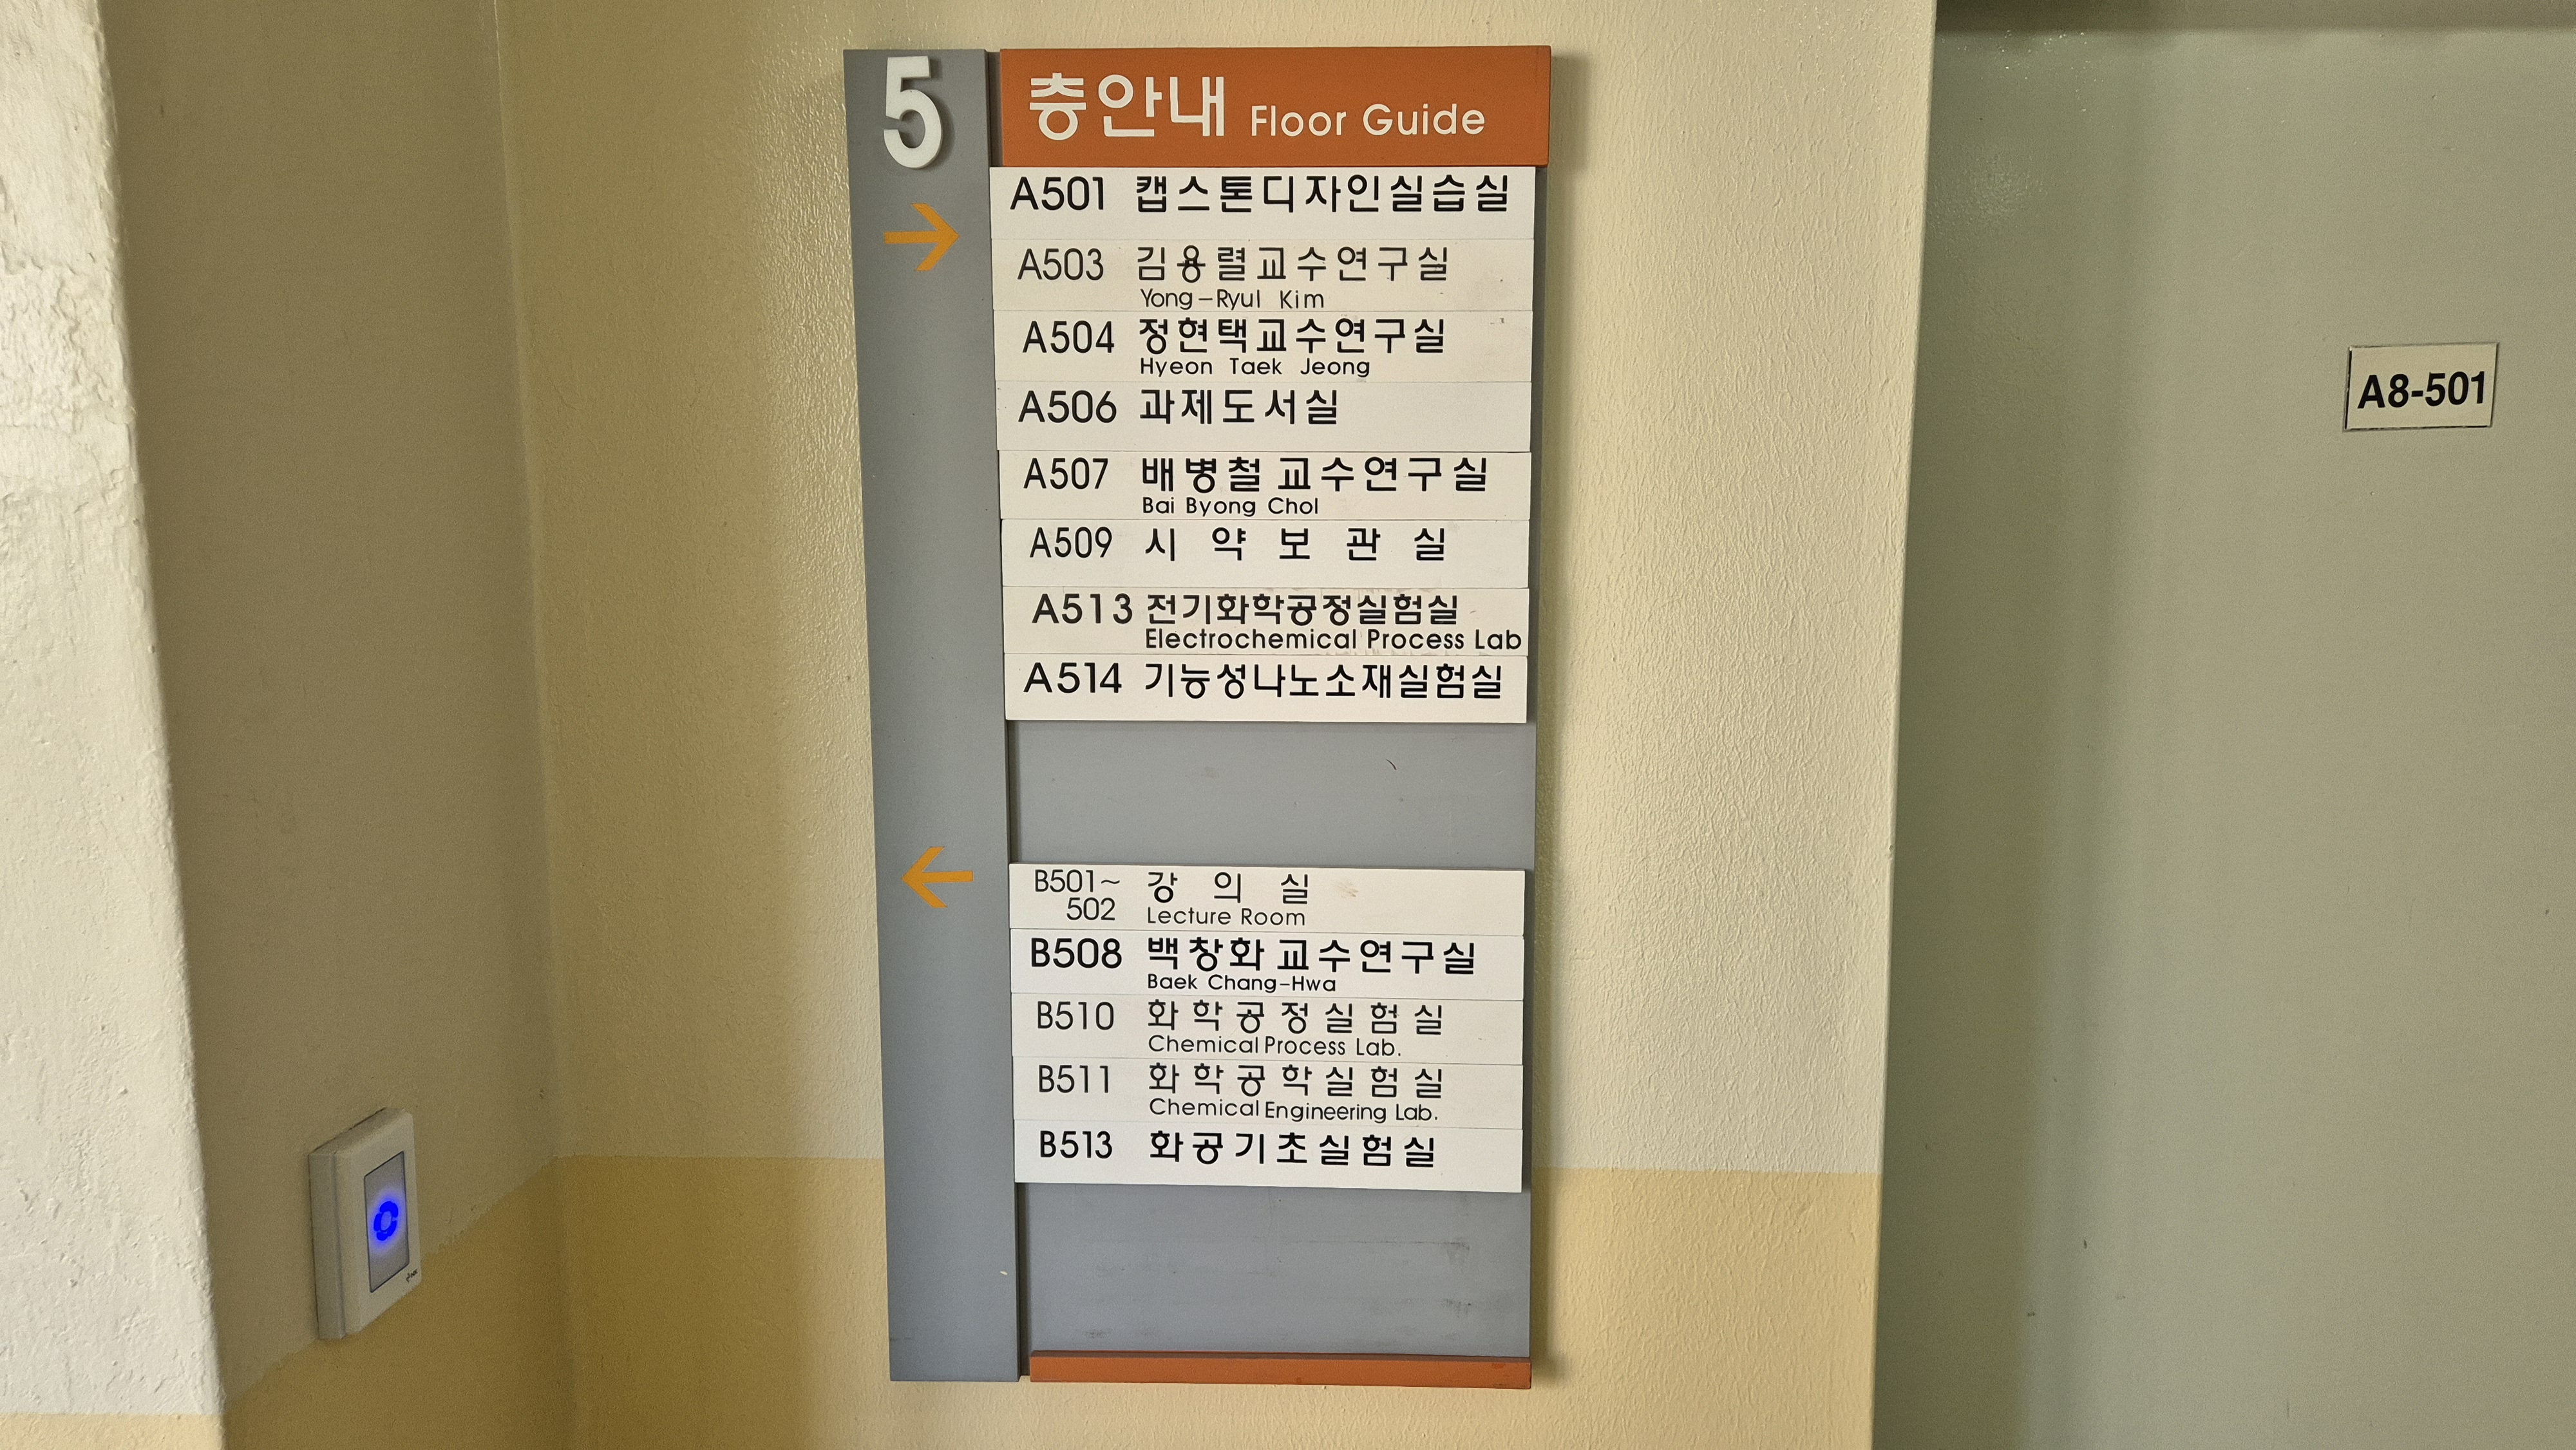 5 층안내 Floor Guide
→
A501 캡스톤디자인실습실
A503 김용렬교수연구실
Yong-Ryul Kim
A504 정현택교수연구실
Hyeon Taek Jeong
A506 과제도서실
A507 배병철 교수연구실
Bai Byong Chol
A509 시 약 보 관 실
A513 전기화학공정실험실
Electrochemical Process Lab
A514 기능성나노소재실험실
←
B501~ 강 의 실
502 Lecture Room
B508 백창화 교수연구실
Baek Chang-Hwa
B510 화학공정실험실
Chemical Process Lab.
B511 화학공학실험실
Chemical Engineering Lab.
B513 화공기초실험실
A8-501